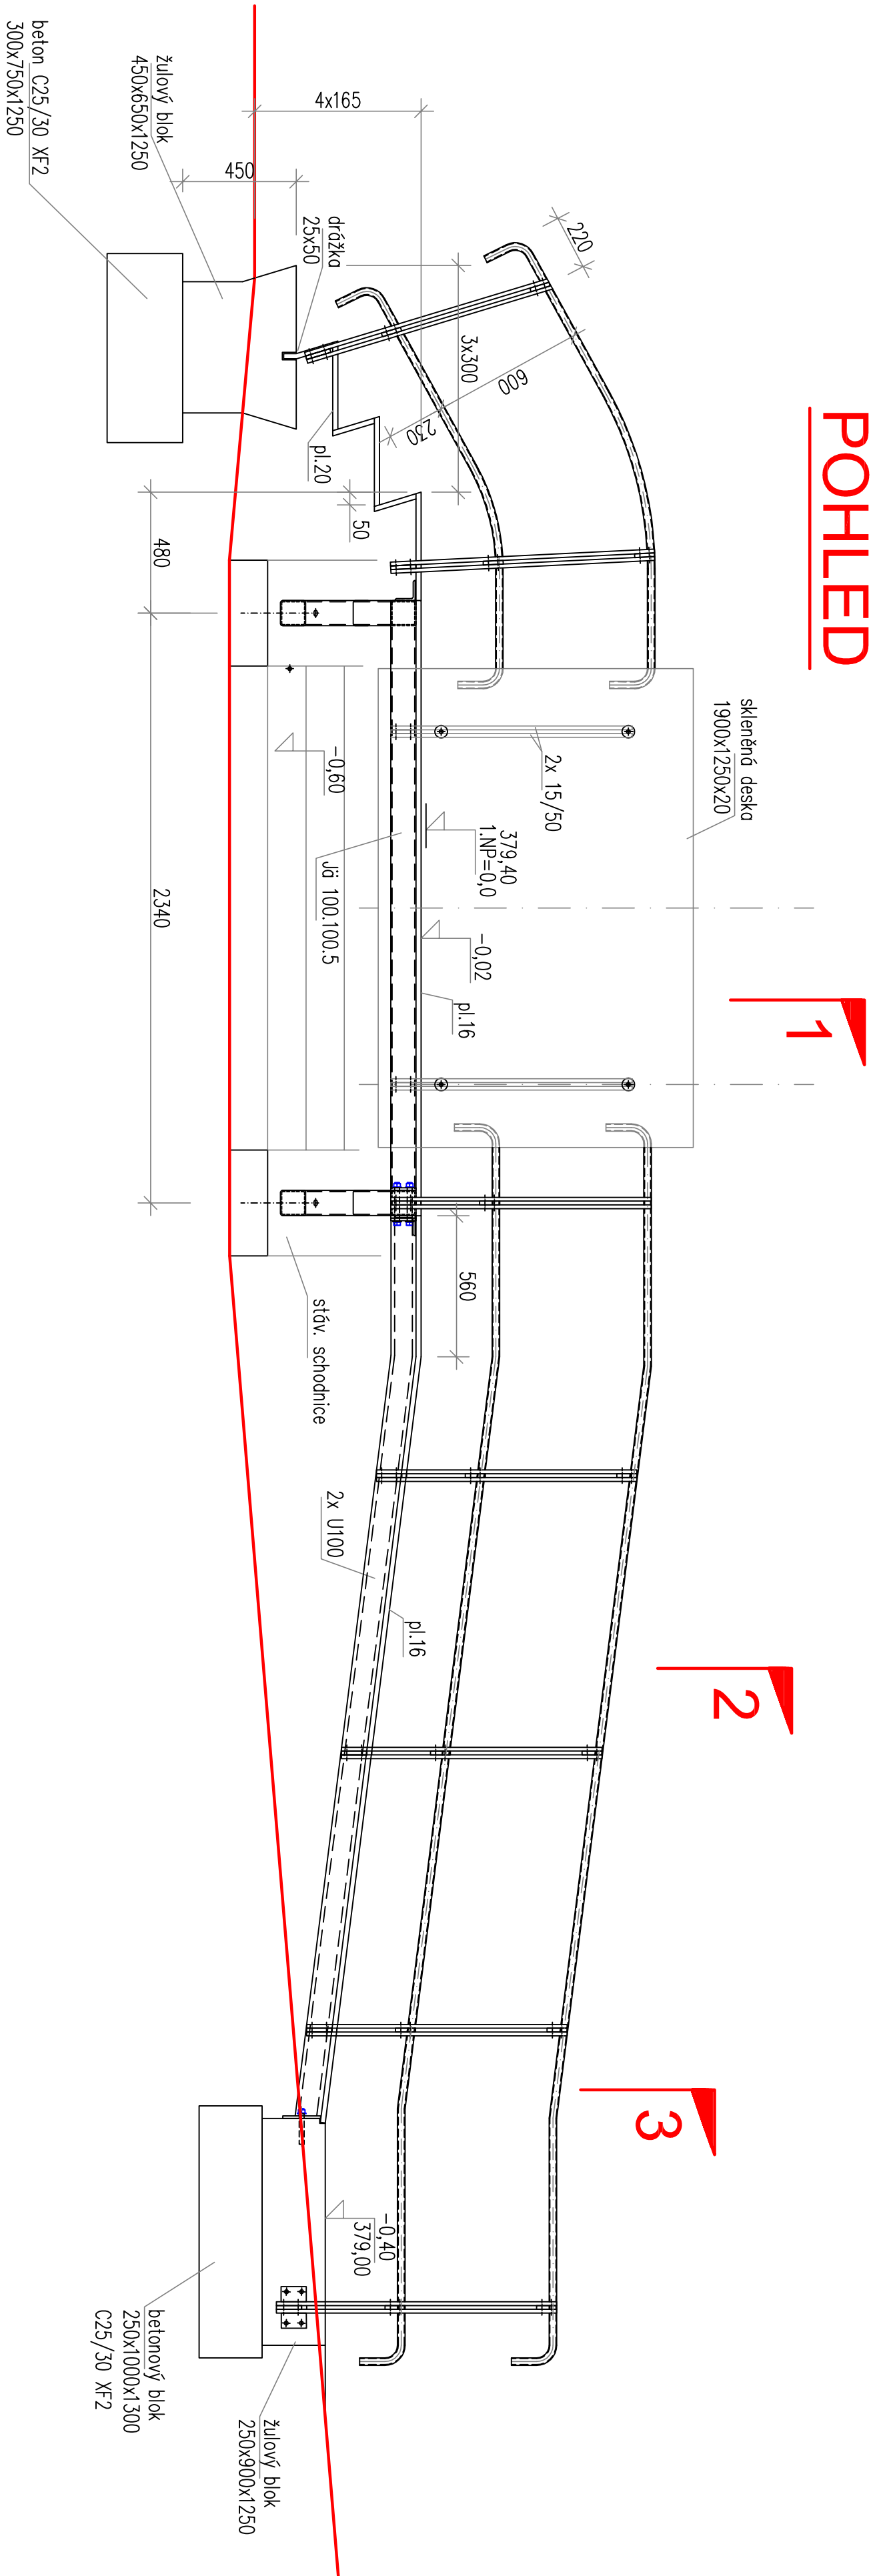 POHLED
1
2
3
220
600
230
3x300
4x165
450
drážka
25x50
žulový blok
450x650x1250
beton C25/30 XF2
300x750x1250
pl.20
50
480
2340
skleněná deska
1900x1250x20
2x 15/50
379,40
1.NP=0,0
-0,02
-0,60
Jä 100.100.5
pl.16
560
stáv. schodnice
2x U100
pl.16
-0,40
379,00
betonový blok
250x1000x1300
C25/30 XF2
žulový blok
250x900x1250